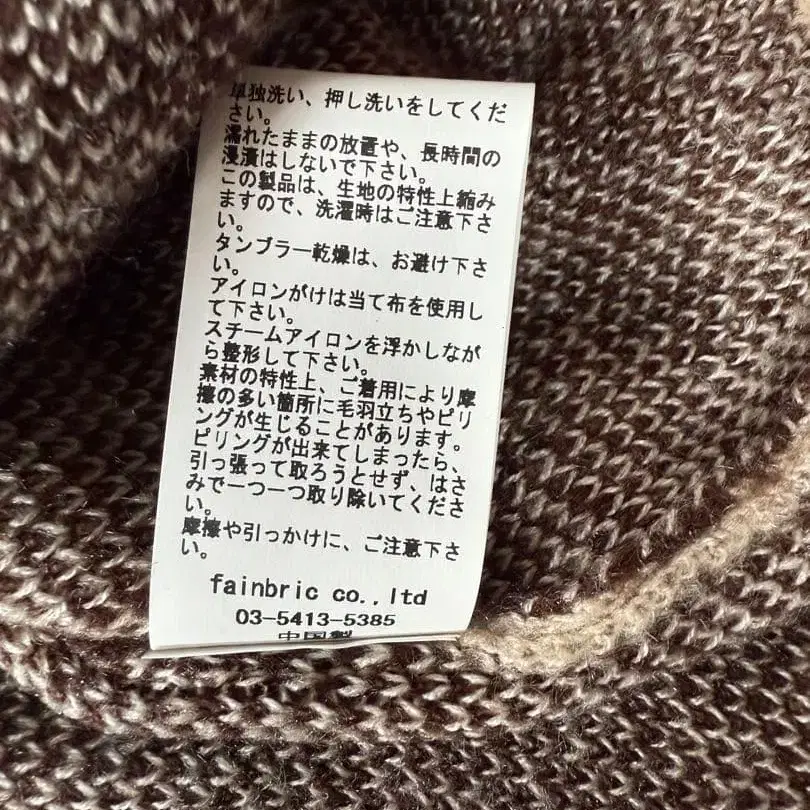 単独洗い、押し洗いをしてくだ
さい。
濡れたままの放置や、長時間の
浸漬はしないで下さい。
この製品は、生地の特性上縮み
ますので、洗濯時はご注意下さ
い。
タンブラー乾燥は、お避け下さ
い。
アイロンがけは当て布を使用し
て下さい。
スチームアイロンを浮かしなが
ら整形して下さい。
素材の特性上、ご着用により摩
擦の多い箇所に毛羽立ちやピリ
ングが生じることがあります。
ピリングが出来てしまったら、
引っ張って取ろうとせず、はさ
みで一つ一つ取り除いてくださ
い。
摩擦や引っかけに、ご注意下さ
い。
fainbric co.,ltd
03-5413-5385
中国製